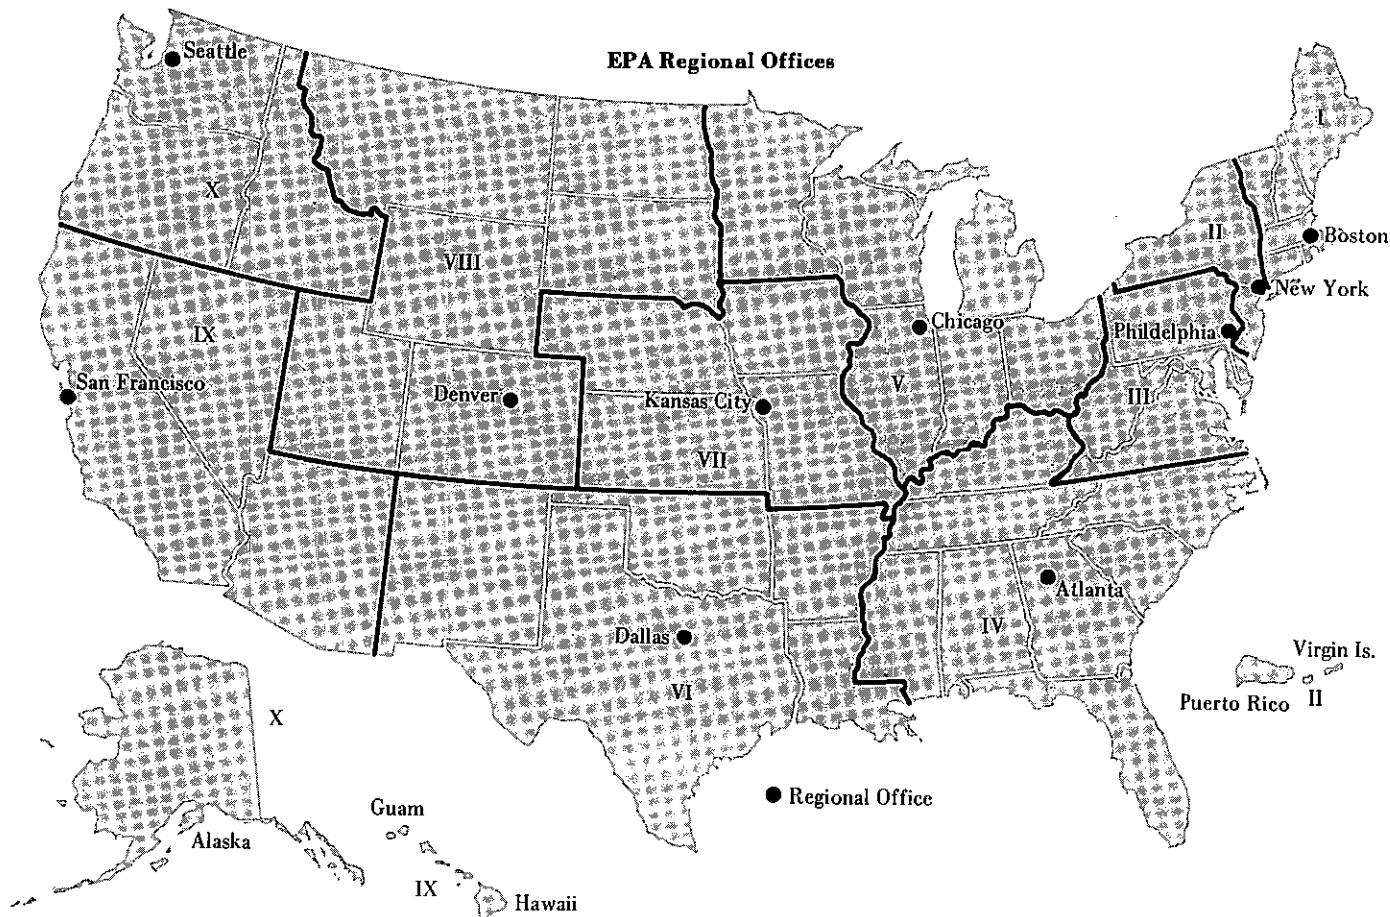 EPA Regional Offices
Seattle
I
X
II
Boston
VIII
New York
IX
Chicago
Phildelphia
San Francisco
V
Denver
Kansas City
III
VII
Atlanta
Dallas
IV
Virgin Is.
VI
Puerto Rico
II
X
Regional Office
Guam
Alaska
IX
Hawaii